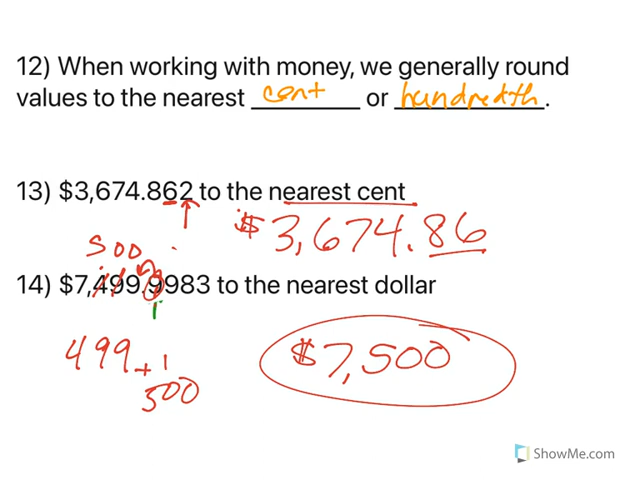 12) When working with money, we generally round
values to the nearest cent or hundredth.
13) $3,674.862 to the nearest cent
$3,674.86
500
14) $7,499.9983 to the nearest dollar
499 + 1
500
$7,500
ShowMe.com